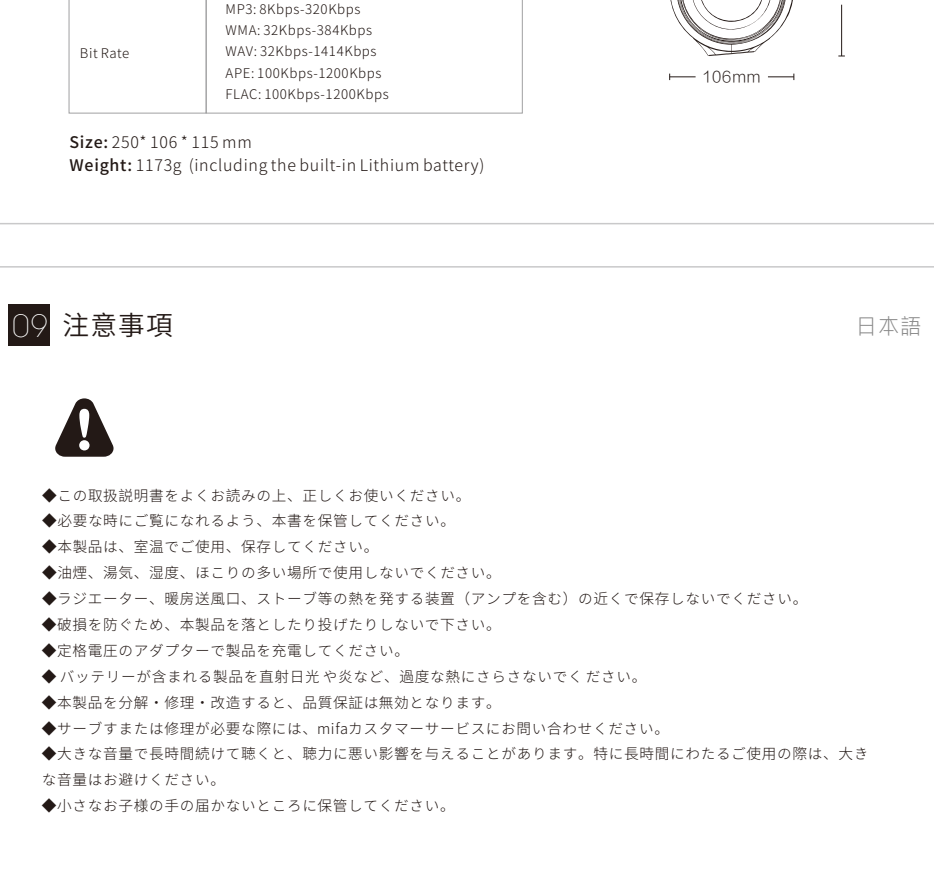 MP3: 8Kbps-320Kbps
WMA: 32Kbps-384Kbps
Bit Rate
WAV: 32Kbps-1414Kbps
APE: 100Kbps-1200Kbps
FLAC: 100Kbps-1200Kbps
106mm
Size: 250* 106 * 115 mm
Weight: 1173g (including the built-in Lithium battery)
09 注意事項
日本語
◆この取扱説明書をよくお読みの上、正しくお使いください。
◆必要な時にご覧になれるよう、本書を保管してください。
◆本製品は、室温でご使用、保存してください。
◆油煙、湯気、湿度、ほこりの多い場所で使用しないでください。
◆ラジエーター、暖房送風口、ストーブ等の熱を発する装置（アンプを含む）の近くで保存しないでください。
◆破損を防ぐため、本製品を落としたり投げたりしないで下さい。
◆定格電圧のアダプターで製品を充電してください。
◆バッテリーが含まれる製品を直射日光や炎など、過度な熱にさらさないでください。
◆本製品を分解・修理・改造すると、品質保証は無効となります。
◆サーブすまたは修理が必要な際には、mifaカスタマーサービスにお問い合わせください。
◆大きな音量で長時間続けて聴くと、聴力に悪い影響を与えることがあります。特に長時間にわたるご使用の際は、大き
な音量はお避けください。
◆小さなお子様の手の届かないところに保管してください。